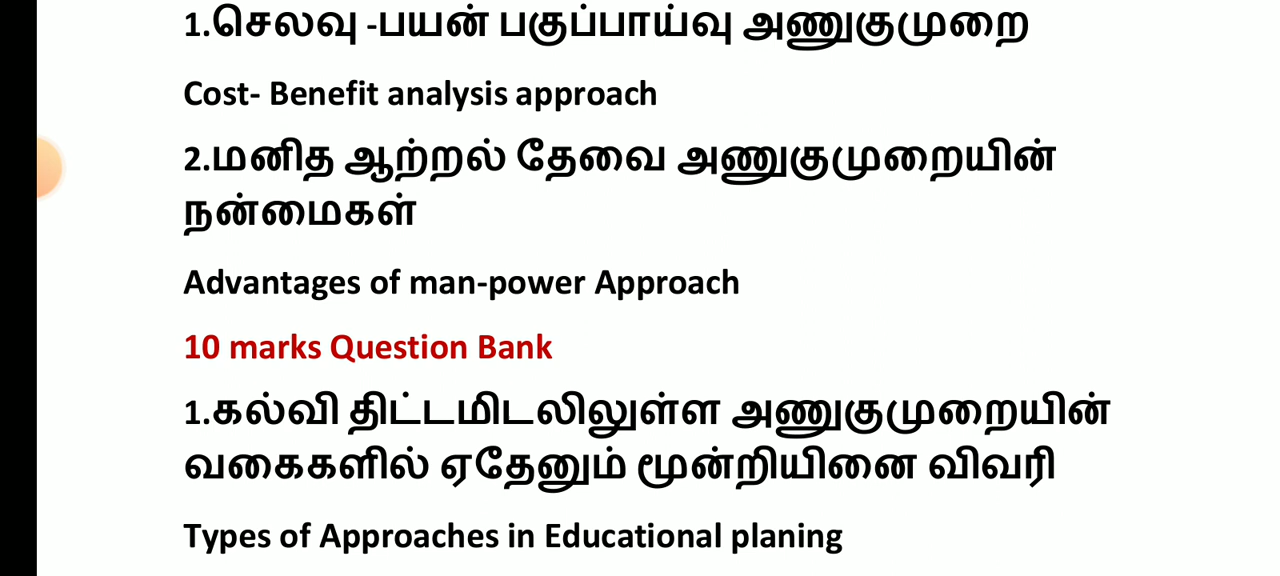 1.செலவு -பயன் பகுப்பாய்வு அணுகுமுறை
Cost- Benefit analysis approach
2.மனித ஆற்றல் தேவை அணுகுமுறையின்
நன்மைகள்
Advantages of man-power Approach
10 marks Question Bank
1.கல்வி திட்டமிடலிலுள்ள அணுகுமுறையின்
வகைகளில் ஏதேனும் மூன்றியினை விவரி
Types of Approaches in Educational planing